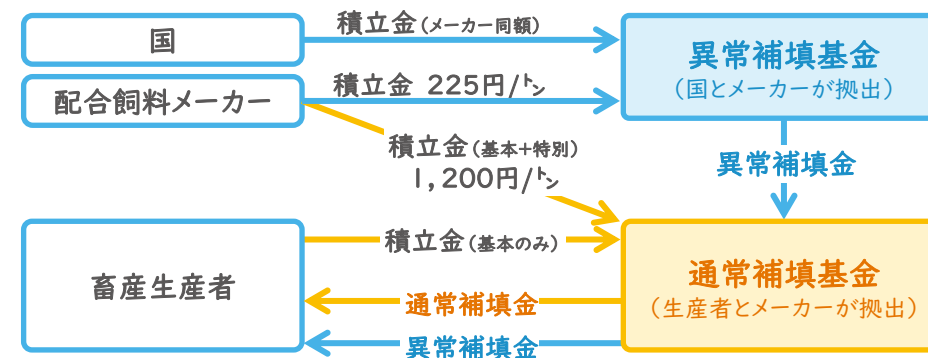 国
積立金(メーカー同額)
異常補填基金
(国とメーカーが拠出)
配合飼料メーカー
積立金 225円/㌧
積立金(基本+特別)
1,200円/㌧
異常補填金
畜産生産者
積立金(基本のみ)
通常補填基金
(生産者とメーカーが拠出)
通常補填金
異常補填金